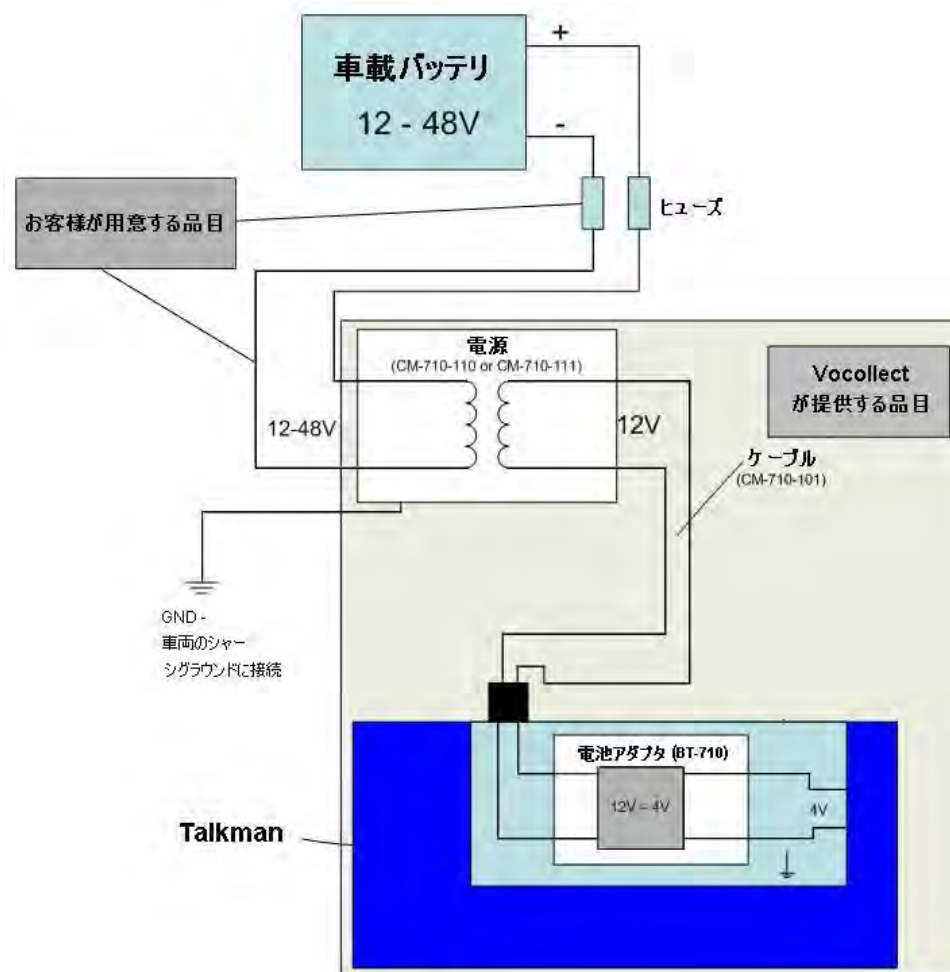 車載バッテリ
12 - 48V
+
-
お客様が用意する品目
ヒューズ
電源
(CM-710-110 or CM-710-111)
12-48V
12V
Vocollect
が提供する品目
ケーブル
(CM-710-101)
GND -
車両のシャー
シグラウンドに接続
電池アダプタ (BT-710)
12V = 4V
4V
Talkman